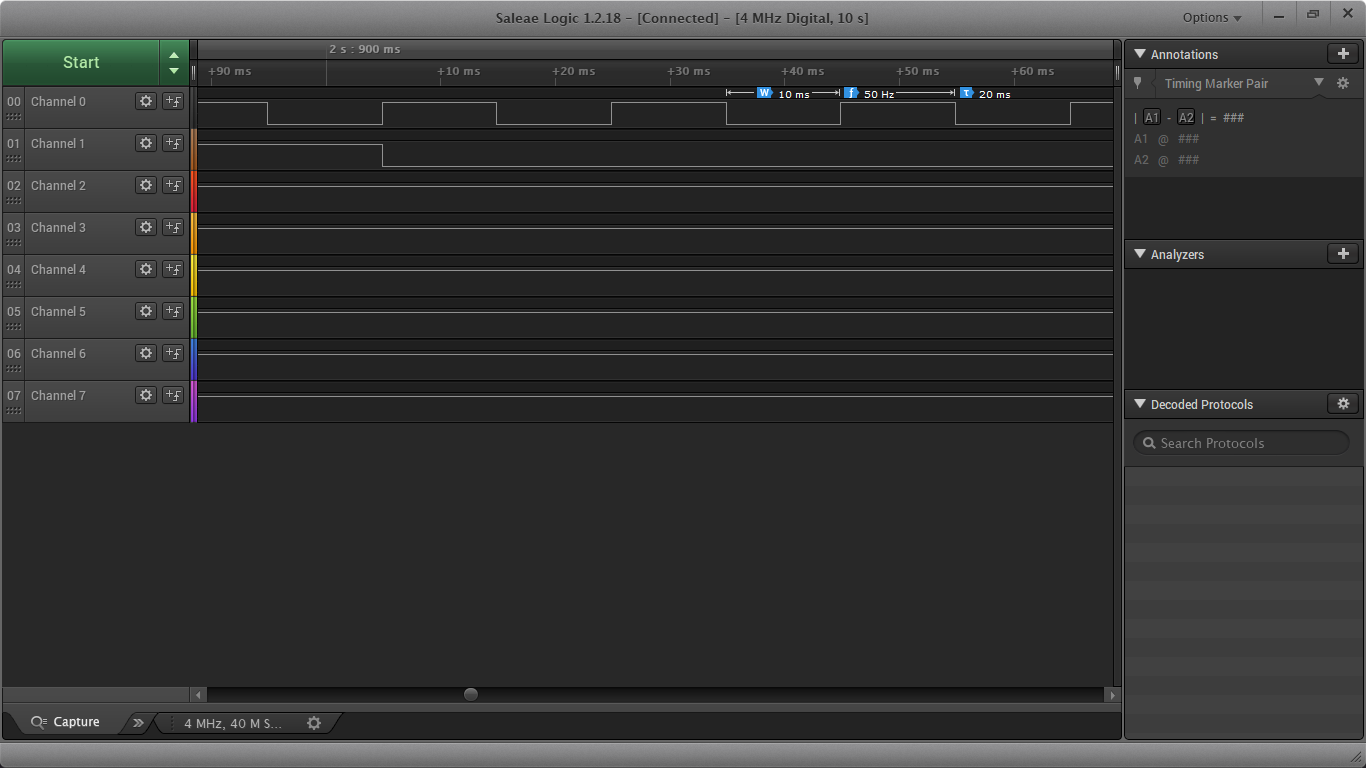 Saleae Logic 1.2.18 - [Connected] - [4 MHz Digital, 10 s]
Options
Start
2 s : 900 ms
+90 ms +10 ms +20 ms +30 ms +40 ms +50 ms +60 ms
W 10 ms f 50 Hz τ 20 ms
00 Channel 0
01 Channel 1
02 Channel 2
03 Channel 3
04 Channel 4
05 Channel 5
06 Channel 6
07 Channel 7
Annotations
Timing Marker Pair
| A1 - A2 | = ###
A1 @ ###
A2 @ ###
Analyzers
Decoded Protocols
Search Protocols
Capture
4 MHz, 40 M S...